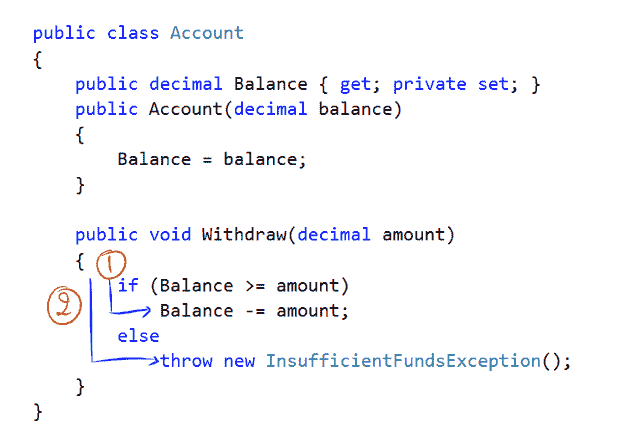 public class Account
{
    public decimal Balance { get; private set; }
    public Account(decimal balance)
    {
        Balance = balance;
    }

    public void Withdraw(decimal amount)
    { 1
        if (Balance >= amount)
2
            Balance -= amount;
        else
            throw new InsufficientFundsException();
    }
}